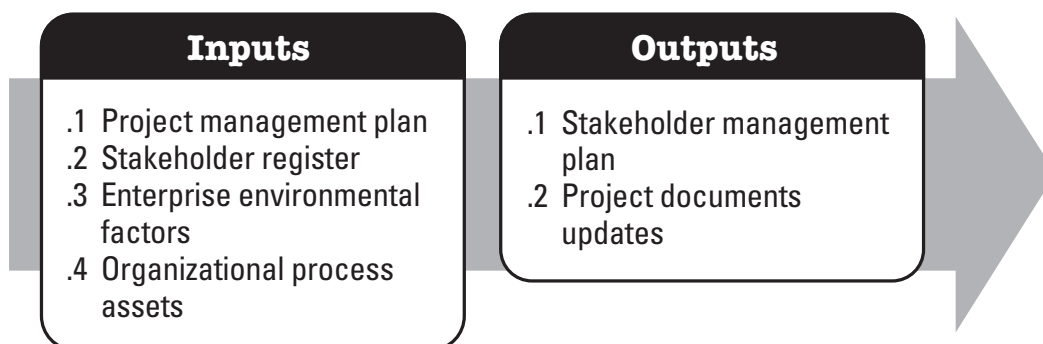 Inputs
.1 Project management plan
.2 Stakeholder register
.3 Enterprise environmental
factors
.4 Organizational process
assets
Outputs
.1 Stakeholder management
plan
.2 Project documents
updates